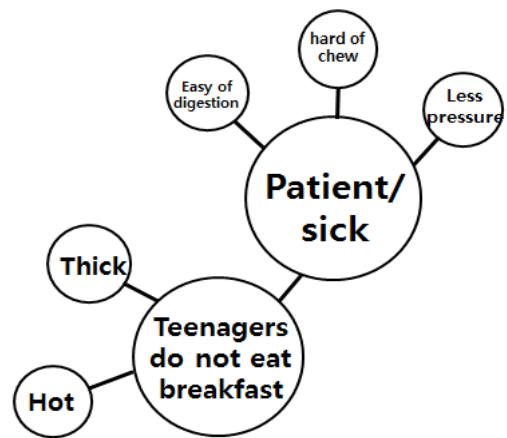 hard of
chew
Easy of
digestion
Less
pressure
Patient/
sick
Thick
Teenagers
do not eat
breakfast
Hot